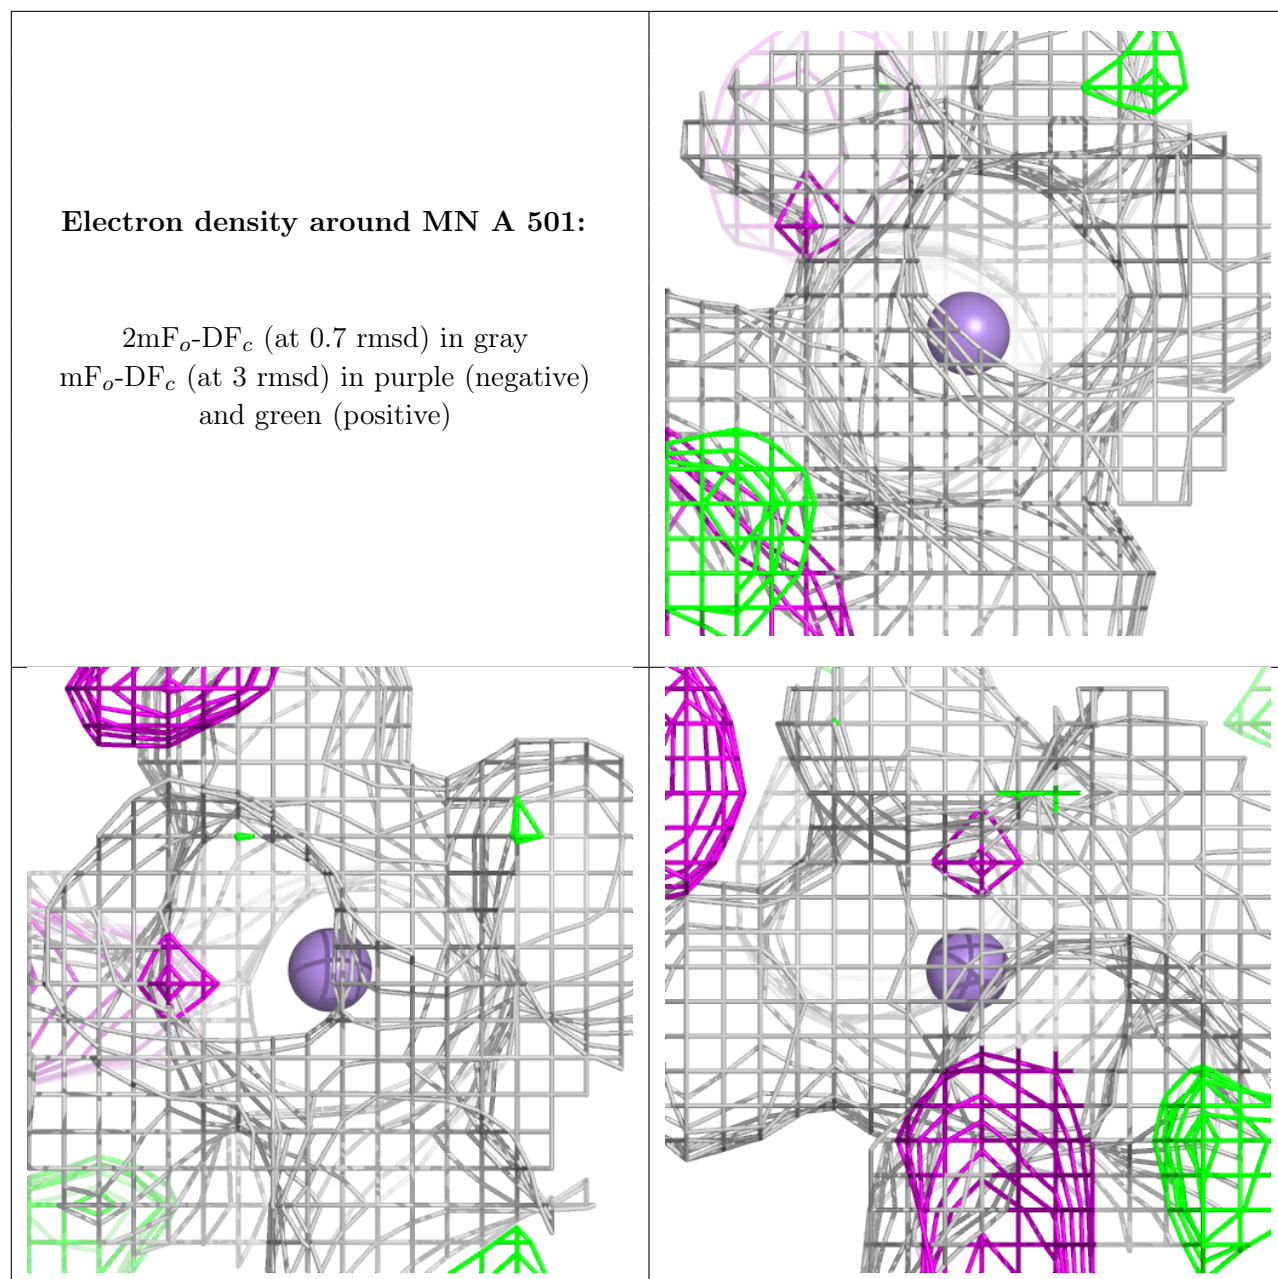 Electron density around MN A 501:
2mFo-DFc (at 0.7 rmsd) in gray
mFo-DFc (at 3 rmsd) in purple (negative)
and green (positive)